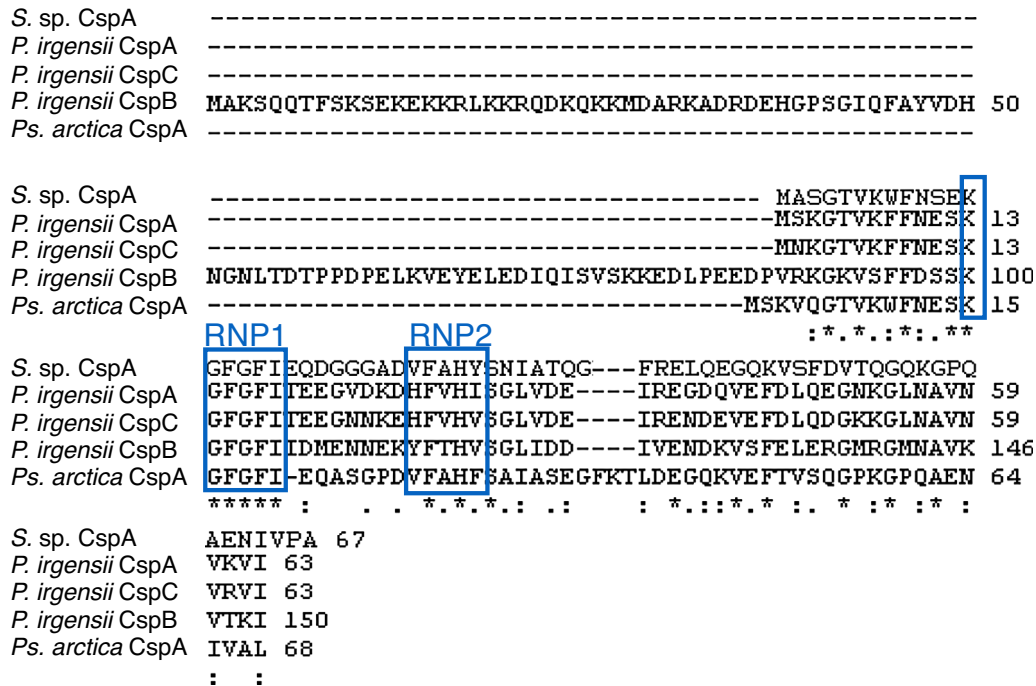 S. sp. CspA --------------------------------------------------
P. irgensii CspA --------------------------------------------------
P. irgensii CspC --------------------------------------------------
P. irgensii CspB MAKSQQTFSKSEKEKKRLKKRQDKQKKMDARKADRDEHGPSGIQFAYVDH 50
Ps. arctica CspA --------------------------------------------------
S. sp. CspA ------------------------------------ MASGTVKWFNSEK
P. irgensii CspA -------------------------------------MSKGTVKFFNESK 13
P. irgensii CspC -------------------------------------MNKGTVKFFNESK 13
P. irgensii CspB NGNLTDTPPDPELKVEYELEDIQISVSKKEDLPEEDPVRKGKVSFFDSSK 100
Ps. arctica CspA -----------------------------------MSKVQGTVKWFNESK 15
:*.*.:*:.**
RNP1 RNP2
S. sp. CspA GFGFIEQDGGGADVFAHYSNIATQG---FRELQEGQKVSFDVTQGQKGPQ
P. irgensii CspA GFGFITEEGVDKDHFVHISGLVDE----IREGDQVEFDLQEGNKGLNAVN 59
P. irgensii CspC GFGFITEEGNNKEHFVHVSGLVDE----IRENDEVEFDLQDGKKGLNAVN 59
P. irgensii CspB GFGFIIDMENNEKYFTHVSGLIDD----IVENDKVSFELERGMRGMNAVK 146
Ps. arctica CspA GFGFI-EQASGPDVFAHFSAIASEGFKTLDEGQKVEFTVSQGPKGPQAEN 64
***** : . . *.*.*.: .: : *.::*.* :. * :* :* :
S. sp. CspA AENIVPA 67
P. irgensii CspA VKVI 63
P. irgensii CspC VRVI 63
P. irgensii CspB VTKI 150
Ps. arctica CspA IVAL 68
: :